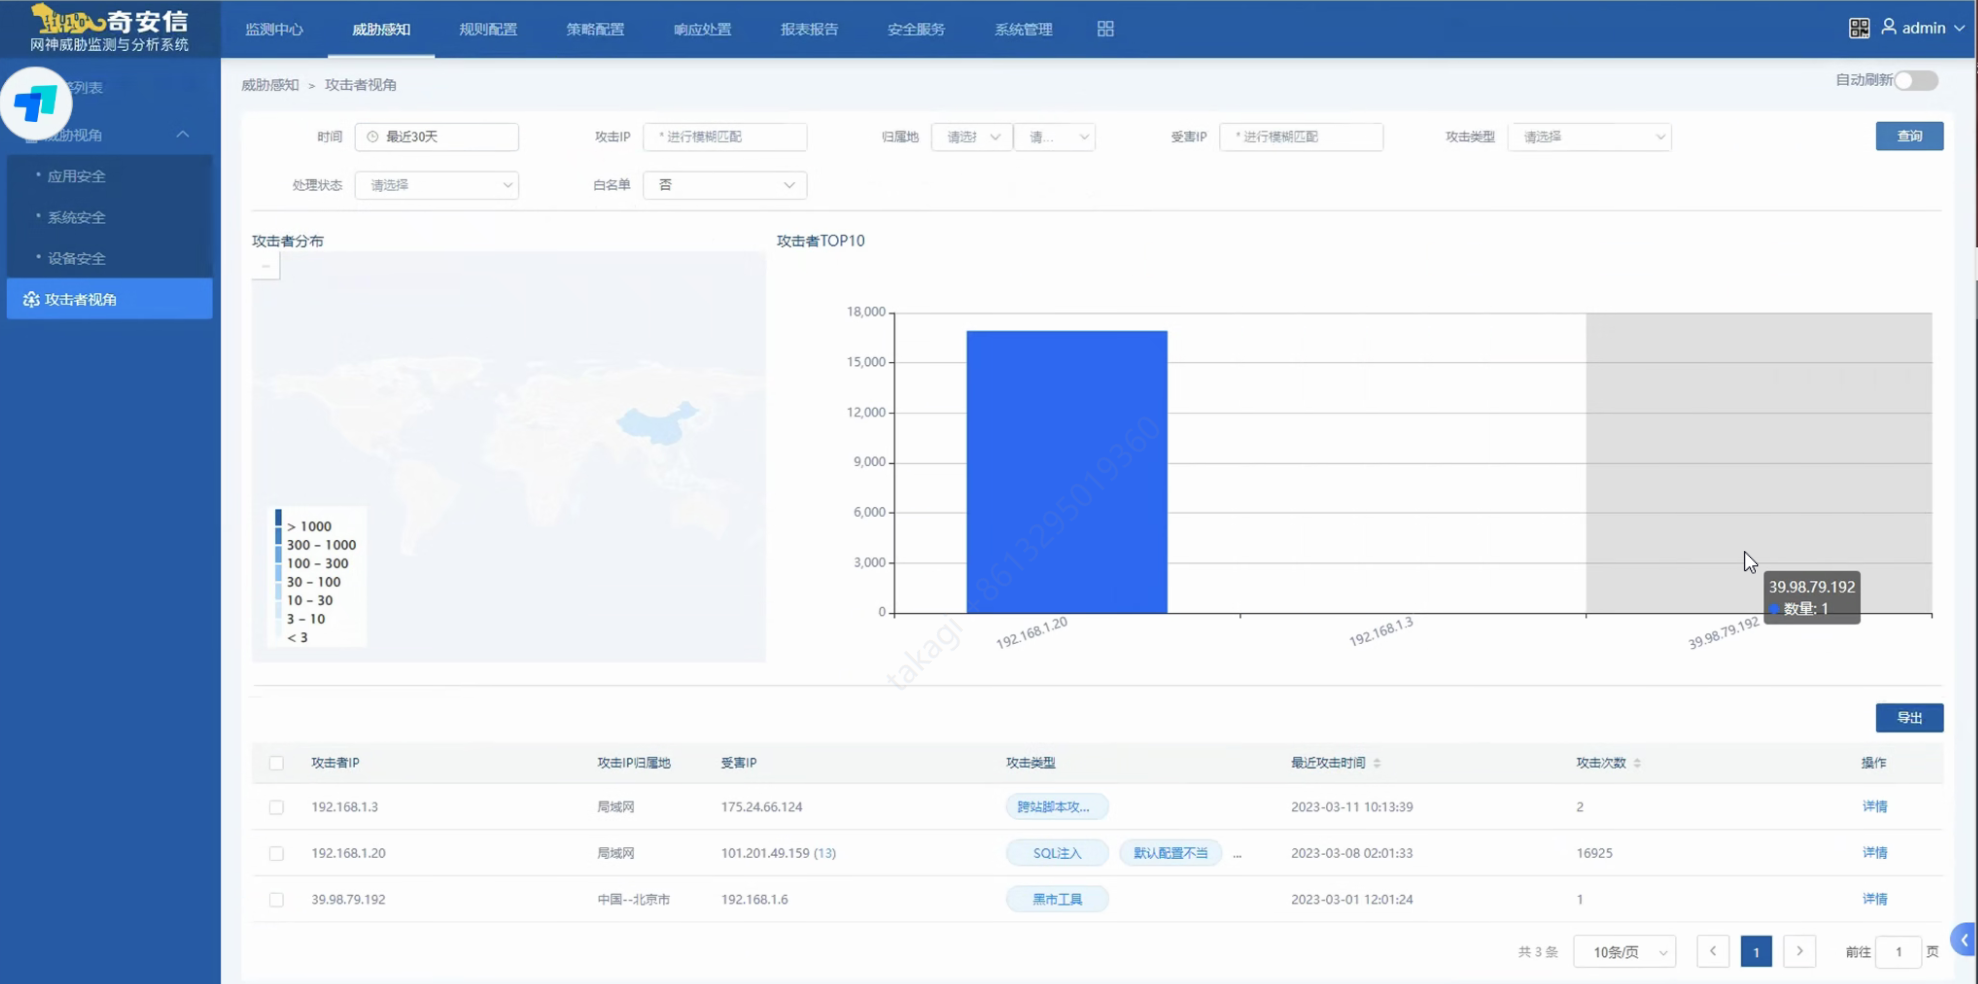 奇安信
网神威胁监测与分析系统
监测中心
威胁感知
规则配置
策略配置
响应处置
报表报告
安全服务
系统管理
admin
列表
威胁视角
应用安全
系统安全
设备安全
攻击者视角
威胁感知 > 攻击者视角
自动刷新
时间 最近30天 攻击IP *进行模糊匹配 归属地 请选择 请... 受害IP *进行模糊匹配 攻击类型 请选择 查询
处理状态 请选择 白名单 否
攻击者分布
攻击者TOP10
> 1000
300 - 1000
100 - 300
30 - 100
10 - 30
3 - 10
< 3
18,000
15,000
12,000
9,000
6,000
3,000
0
192.168.1.20
192.168.1.3
39.98.79.192
39.98.79.192
数量: 1
takagi +8613295019360
导出
攻击者IP 攻击IP归属地 受害IP 攻击类型 最近攻击时间 攻击次数 操作
192.168.1.3 局域网 175.24.66.124 跨站脚本攻... 2023-03-11 10:13:39 2 详情
192.168.1.20 局域网 101.201.49.159 (13) SQL注入 默认配置不当 ... 2023-03-08 02:01:33 16925 详情
39.98.79.192 中国--北京市 192.168.1.6 黑市工具 2023-03-01 12:01:24 1 详情
共 3 条 10条/页 < 1 > 前往 1 页